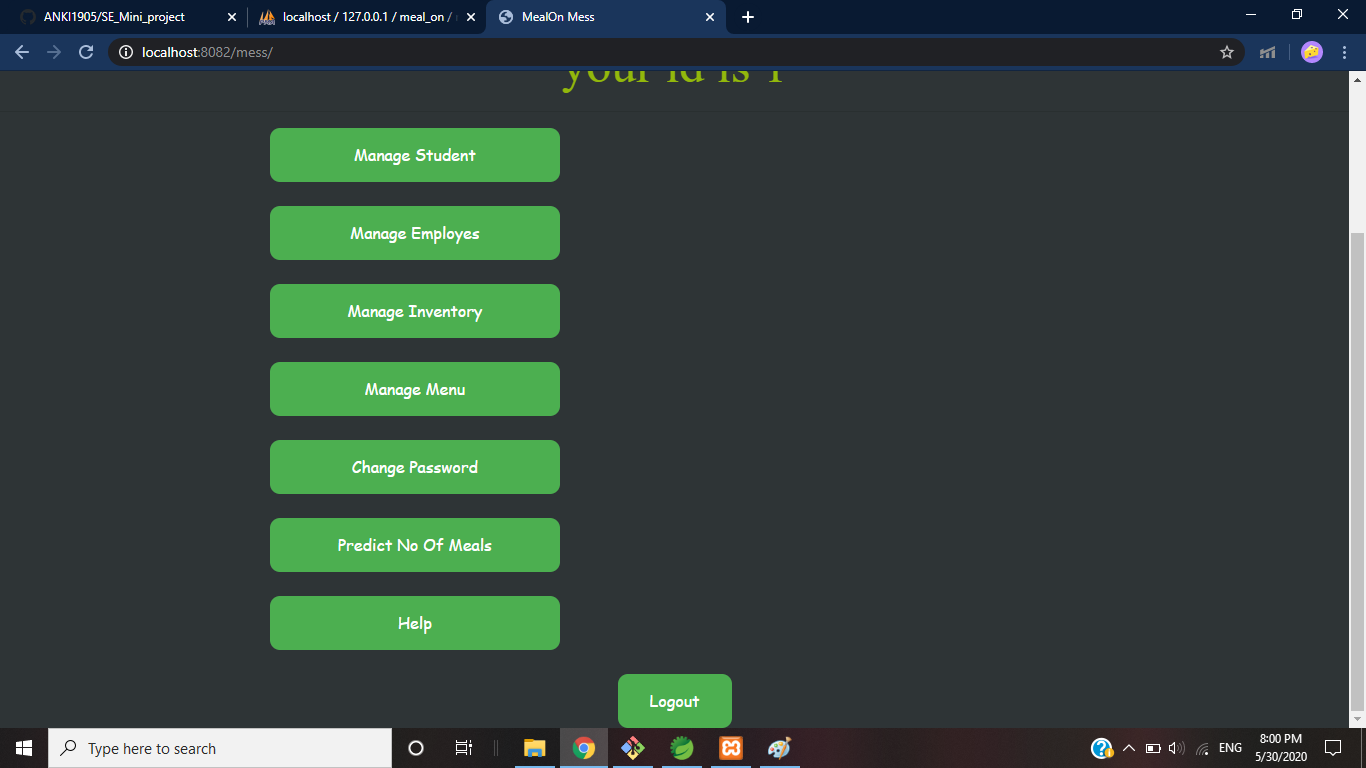 ANKI1905/SE_Mini_project
localhost / 127.0.0.1 / meal_on /
MealOn Mess
localhost:8082/mess/
your id is 1
Manage Student
Manage Employes
Manage Inventory
Manage Menu
Change Password
Predict No Of Meals
Help
Logout
Type here to search
ENG
8:00 PM
5/30/2020